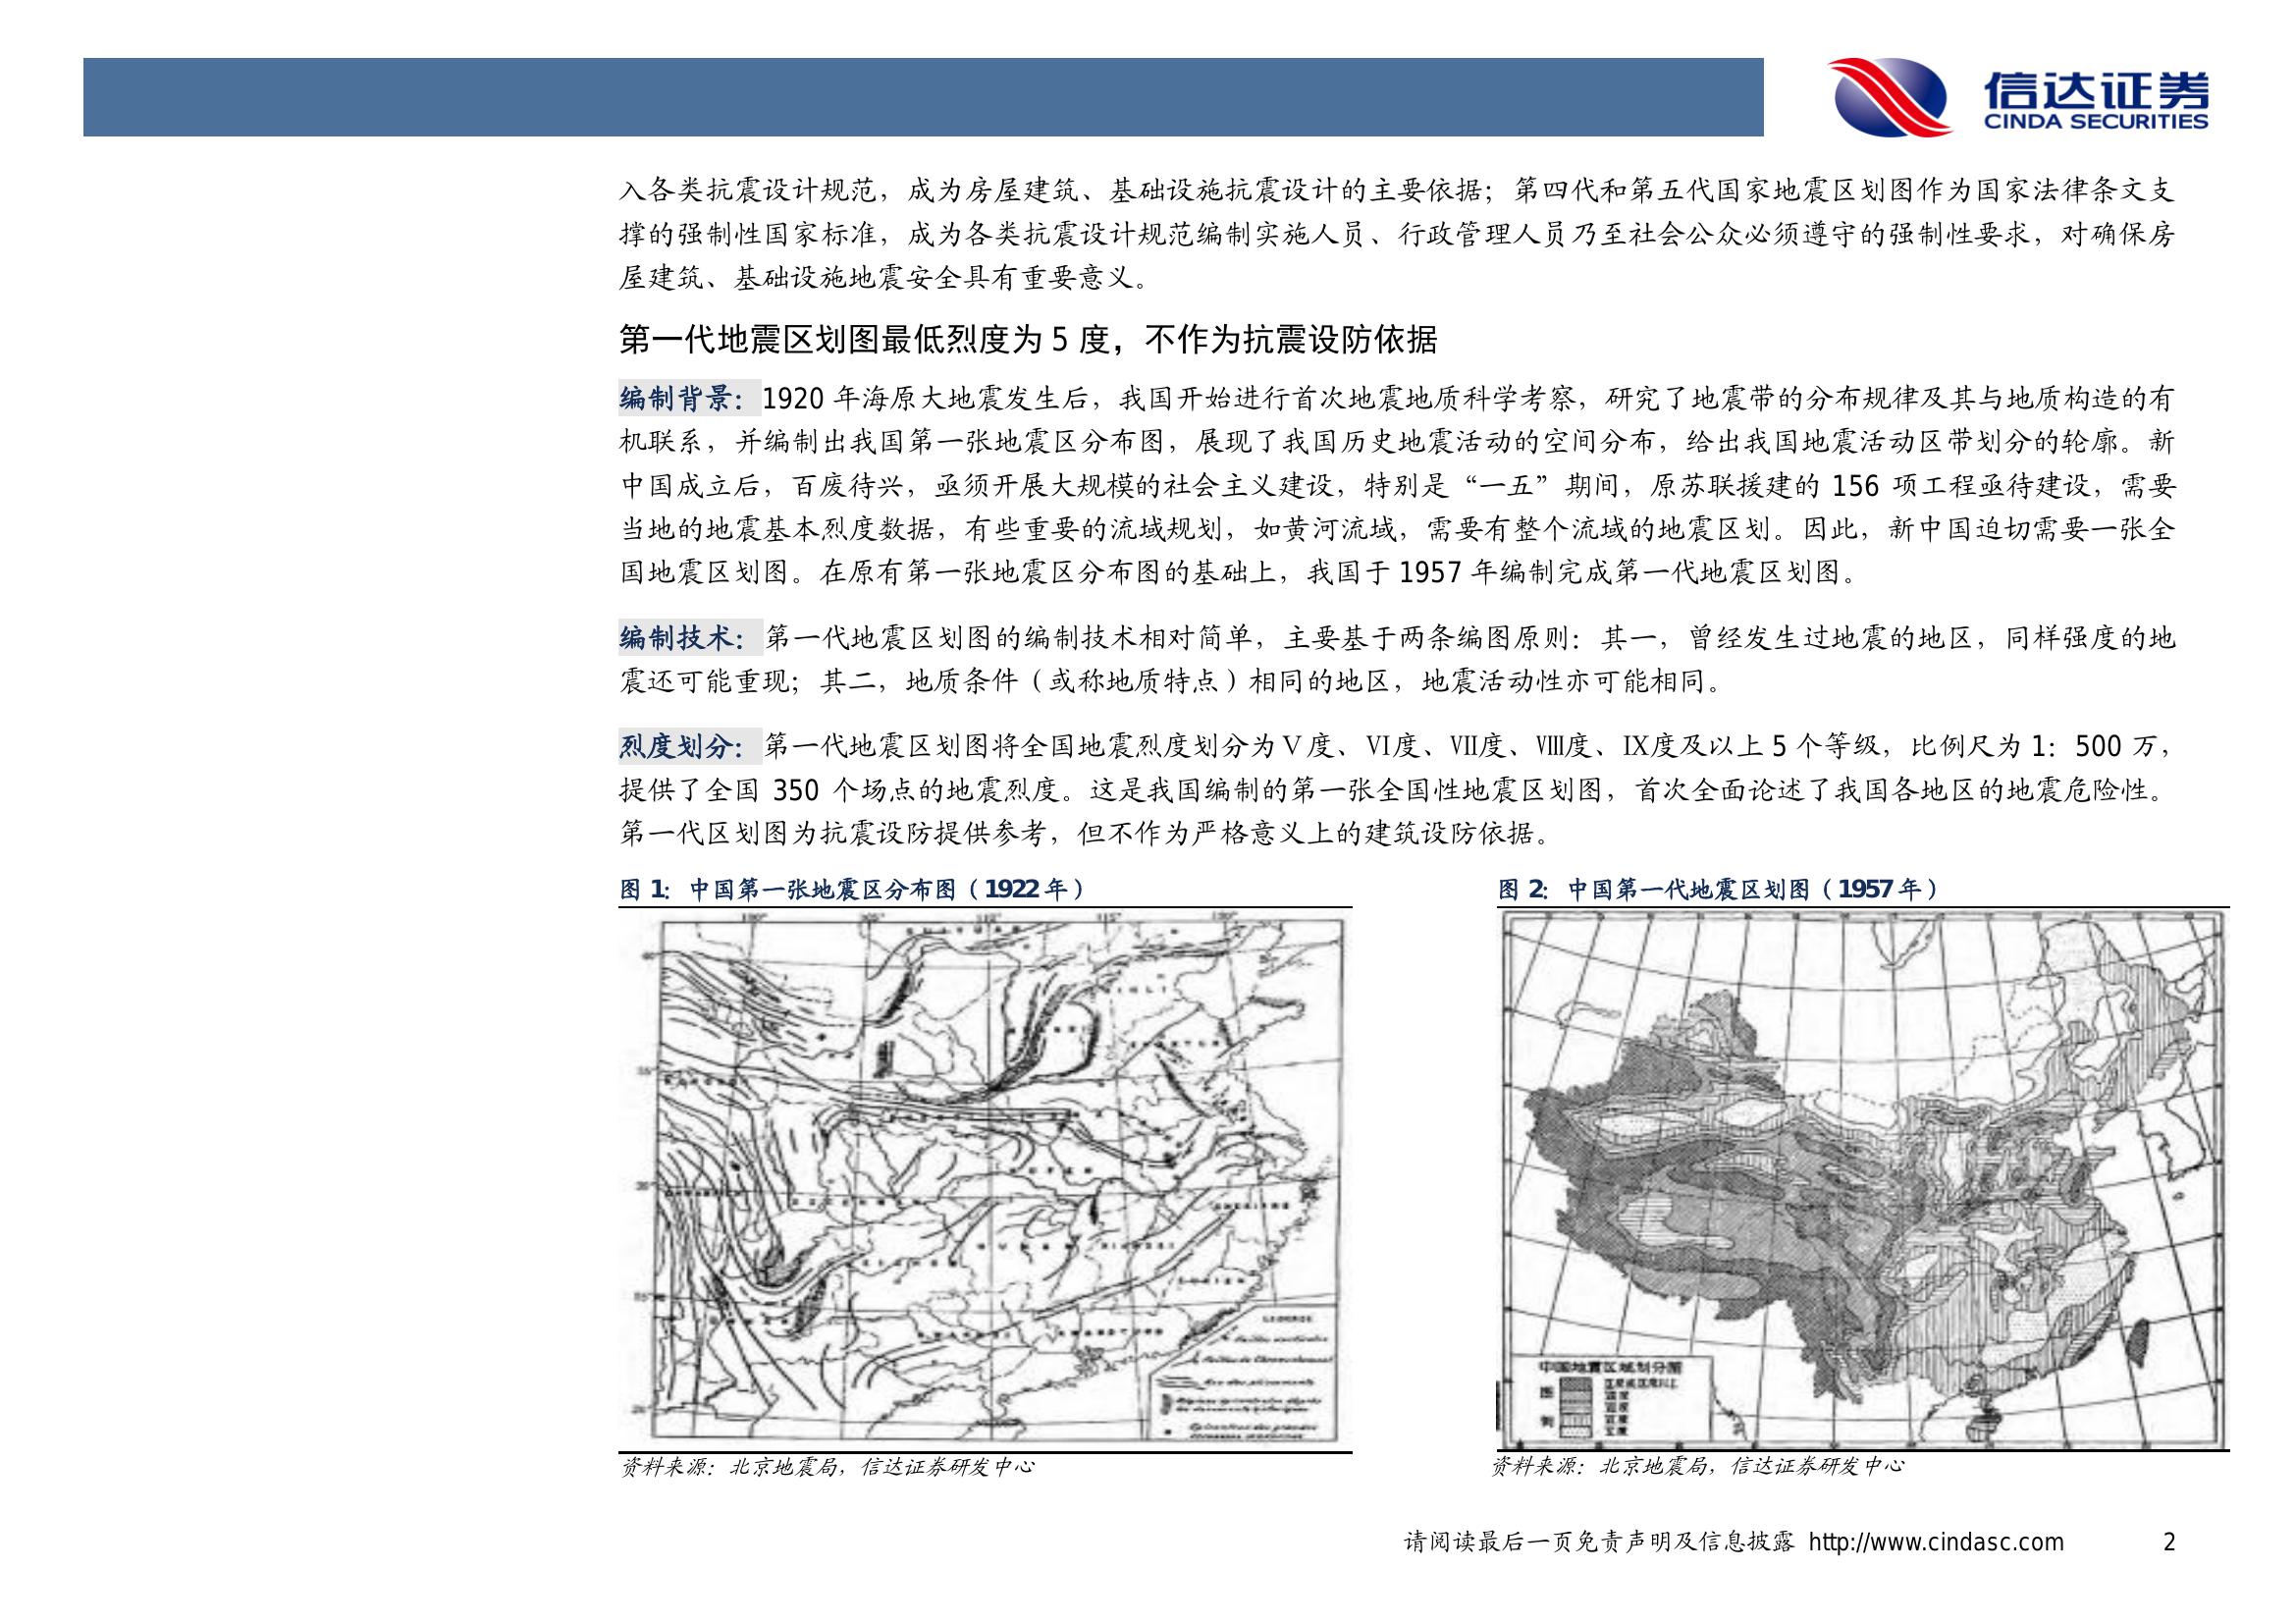 信达证券
CINDA SECURITIES
入各类抗震设计规范，成为房屋建筑、基础设施抗震设计的主要依据；第四代和第五代国家地震区划图作为国家法律条文支
撑的强制性国家标准，成为各类抗震设计规范编制实施人员、行政管理人员乃至社会公众必须遵守的强制性要求，对确保房
屋建筑、基础设施地震安全具有重要意义。
第一代地震区划图最低烈度为 5 度，不作为抗震设防依据
编制背景：1920 年海原大地震发生后，我国开始进行首次地震地质科学考察，研究了地震带的分布规律及其与地质构造的有
机联系，并编制出我国第一张地震区分布图，展现了我国历史地震活动的空间分布，给出我国地震活动区带划分的轮廓。新
中国成立后，百废待兴，亟须开展大规模的社会主义建设，特别是“一五”期间，原苏联援建的 156 项工程亟待建设，需要
当地的地震基本烈度数据，有些重要的流域规划，如黄河流域，需要有整个流域的地震区划。因此，新中国迫切需要一张全
国地震区划图。在原有第一张地震区分布图的基础上，我国于 1957 年编制完成第一代地震区划图。
编制技术：第一代地震区划图的编制技术相对简单，主要基于两条编图原则：其一，曾经发生过地震的地区，同样强度的地
震还可能重现；其二，地质条件（或称地质特点）相同的地区，地震活动性亦可能相同。
烈度划分：第一代地震区划图将全国地震烈度划分为Ⅴ度、Ⅵ度、Ⅶ度、Ⅷ度、Ⅸ度及以上 5 个等级，比例尺为 1：500 万，
提供了全国 350 个场点的地震烈度。这是我国编制的第一张全国性地震区划图，首次全面论述了我国各地区的地震危险性。
第一代区划图为抗震设防提供参考，但不作为严格意义上的建筑设防依据。
图 1：中国第一张地震区分布图（1922 年）
图 2：中国第一代地震区划图（1957 年）
LEGENDE
中国地震区域划分图
图
例
资料来源：北京地震局，信达证券研发中心
资料来源：北京地震局，信达证券研发中心
请阅读最后一页免责声明及信息披露 http://www.cindasc.com
2